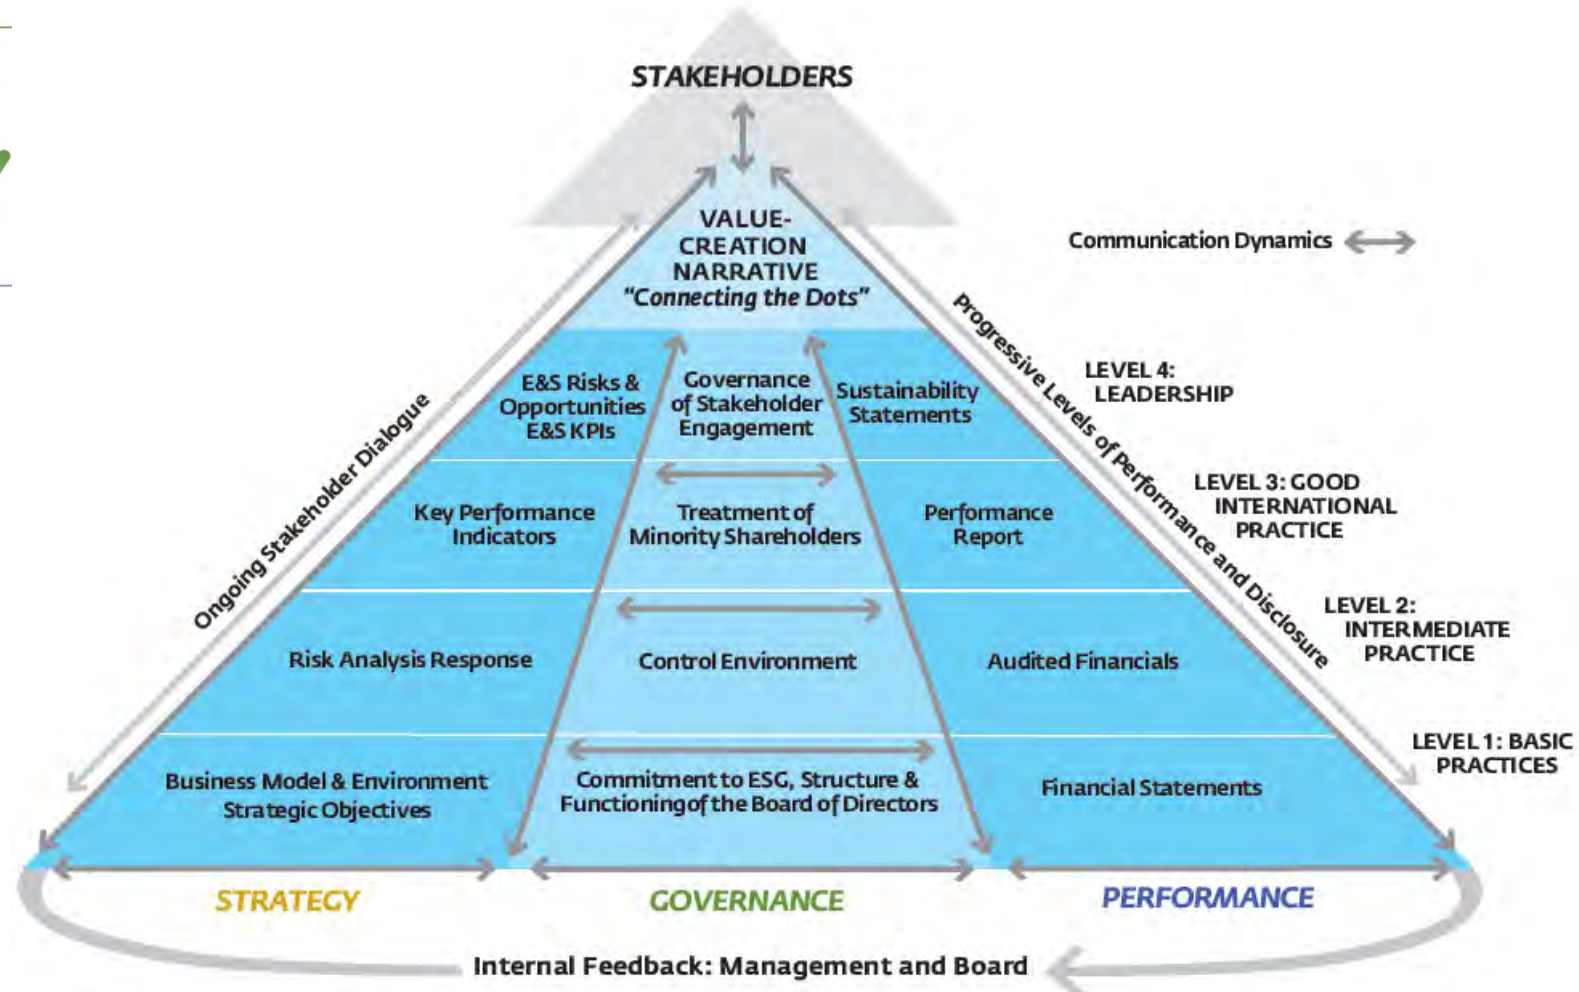 STAKEHOLDERS
VALUE-
CREATION
NARRATIVE
"Connecting the Dots"
Communication Dynamics
Ongoing Stakeholder Dialogue
Progressive Levels of Performance and Disclosure
E&S Risks &
Opportunities
E&S KPIs
Governance
of Stakeholder
Engagement
Sustainability
Statements
LEVEL 4:
LEADERSHIP
Key Performance
Indicators
Treatment of
Minority Shareholders
Performance
Report
LEVEL 3: GOOD
INTERNATIONAL
PRACTICE
Risk Analysis Response
Control Environment
Audited Financials
LEVEL 2:
INTERMEDIATE
PRACTICE
Business Model & Environment
Strategic Objectives
Commitment to ESG, Structure &
Functioning of the Board of Directors
Financial Statements
LEVEL 1: BASIC
PRACTICES
STRATEGY
GOVERNANCE
PERFORMANCE
Internal Feedback: Management and Board